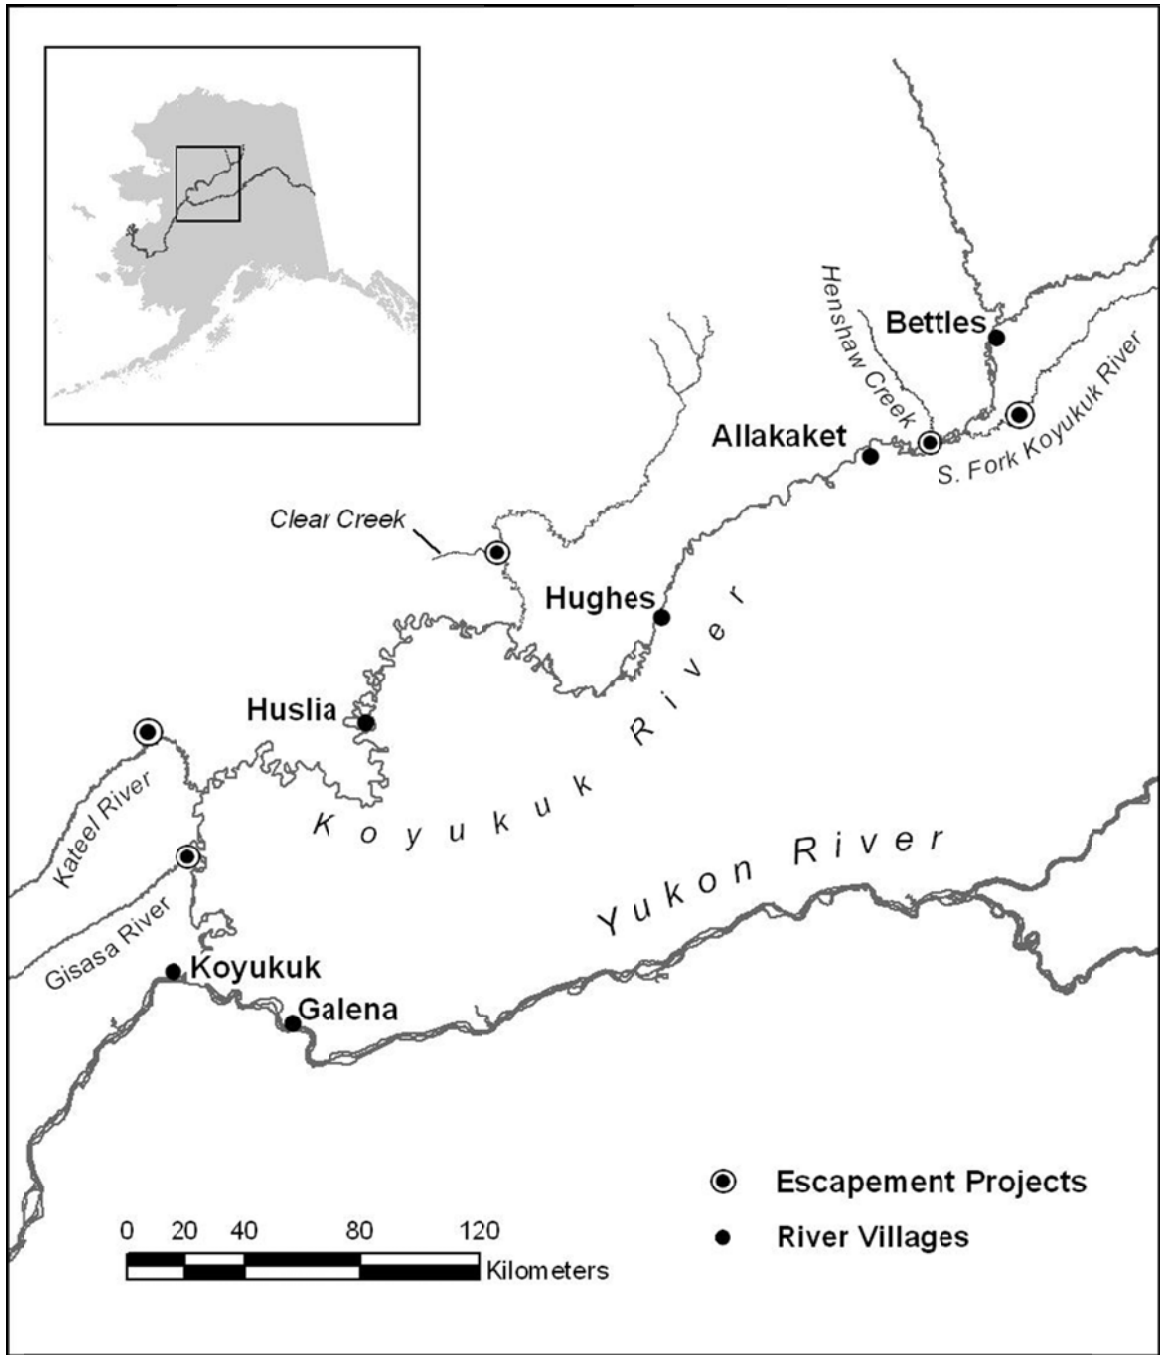 Henshaw Creek
Bettles
Allakaket
S. Fork Koyukuk River
Clear Creek
Hughes
Huslia
Koyukuk River
Kateel River
Yukon River
Gisasa River
Koyukuk
Galena
Escapement Projects
River Villages
0 20 40 80 120
Kilometers